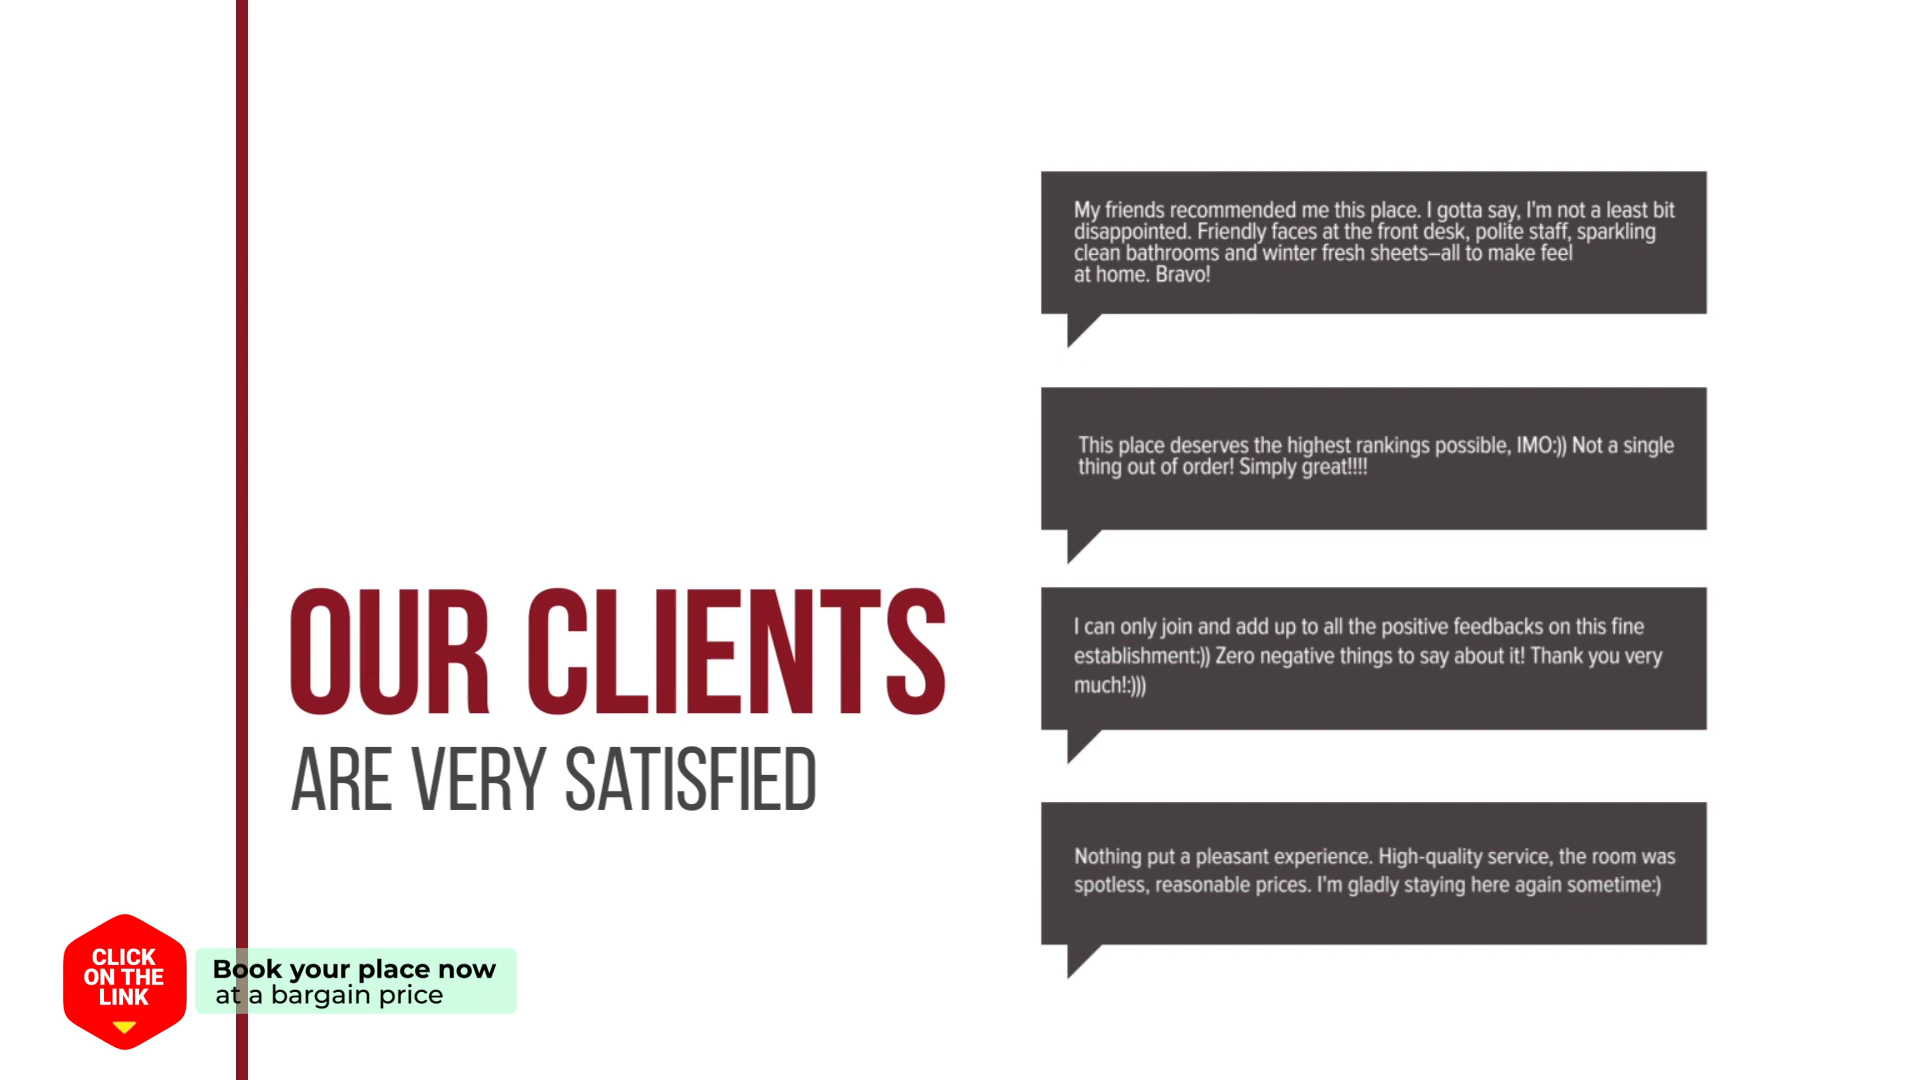 My friends recommended me this place. I gotta say, I'm not a least bit
disappointed. Friendly faces at the front desk, polite staff, sparkling
clean bathrooms and winter fresh sheets–all to make feel
at home. Bravo!
This place deserves the highest rankings possible, IMO:)) Not a single
thing out of order! Simply great!!!!
OUR CLIENTS
ARE VERY SATISFIED
I can only join and add up to all the positive feedbacks on this fine
establishment:)) Zero negative things to say about it! Thank you very
much!:)))
Nothing put a pleasant experience. High-quality service, the room was
spotless, reasonable prices. I'm gladly staying here again sometime:)
CLICK
ON THE
LINK
Book your place now
at a bargain price